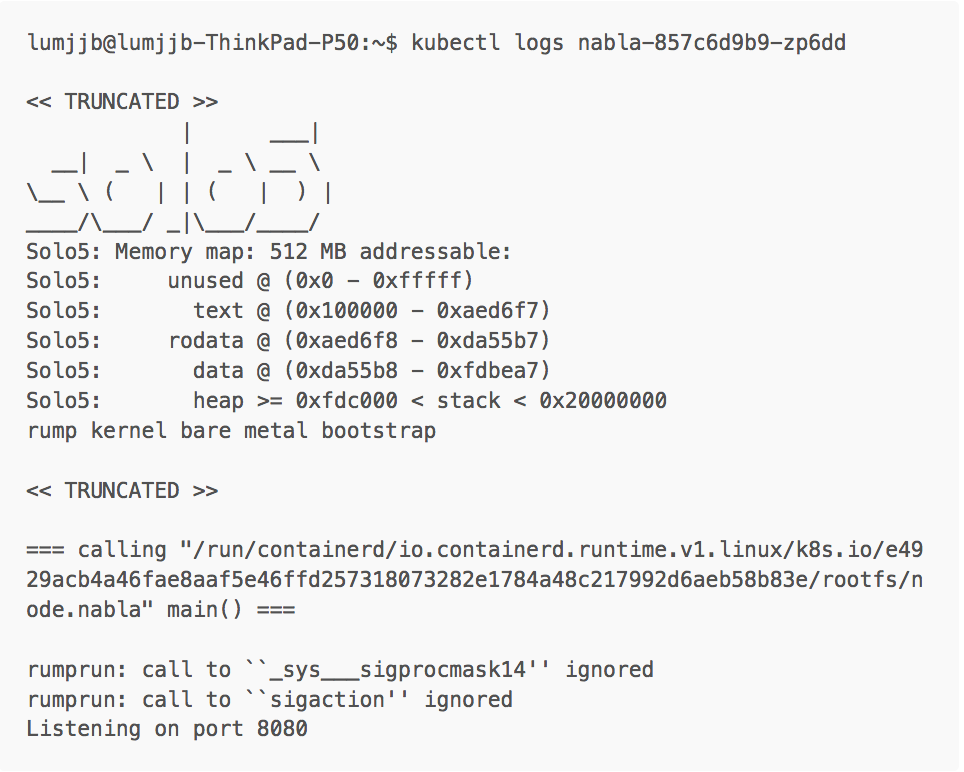 lumjjb@lumjjb-ThinkPad-P50:~$ kubectl logs nabla-857c6d9b9-zp6dd
<< TRUNCATED >>
            |      ___|
  __|  _ \  |  _ \ __ \
\__ \ (   | | (   |  ) |
____/\___/ _|\___/____/
Solo5: Memory map: 512 MB addressable:
Solo5:     unused @ (0x0 - 0xfffff)
Solo5:       text @ (0x100000 - 0xaed6f7)
Solo5:     rodata @ (0xaed6f8 - 0xda55b7)
Solo5:       data @ (0xda55b8 - 0xfdbea7)
Solo5:       heap >= 0xfdc000 < stack < 0x20000000
rump kernel bare metal bootstrap
<< TRUNCATED >>
=== calling "/run/containerd/io.containerd.runtime.v1.linux/k8s.io/e49
29acb4a46fae8aaf5e46ffd257318073282e1784a48c217992d6aeb58b83e/rootfs/n
ode.nabla" main() ===
rumprun: call to ``_sys___sigprocmask14'' ignored
rumprun: call to ``sigaction'' ignored
Listening on port 8080